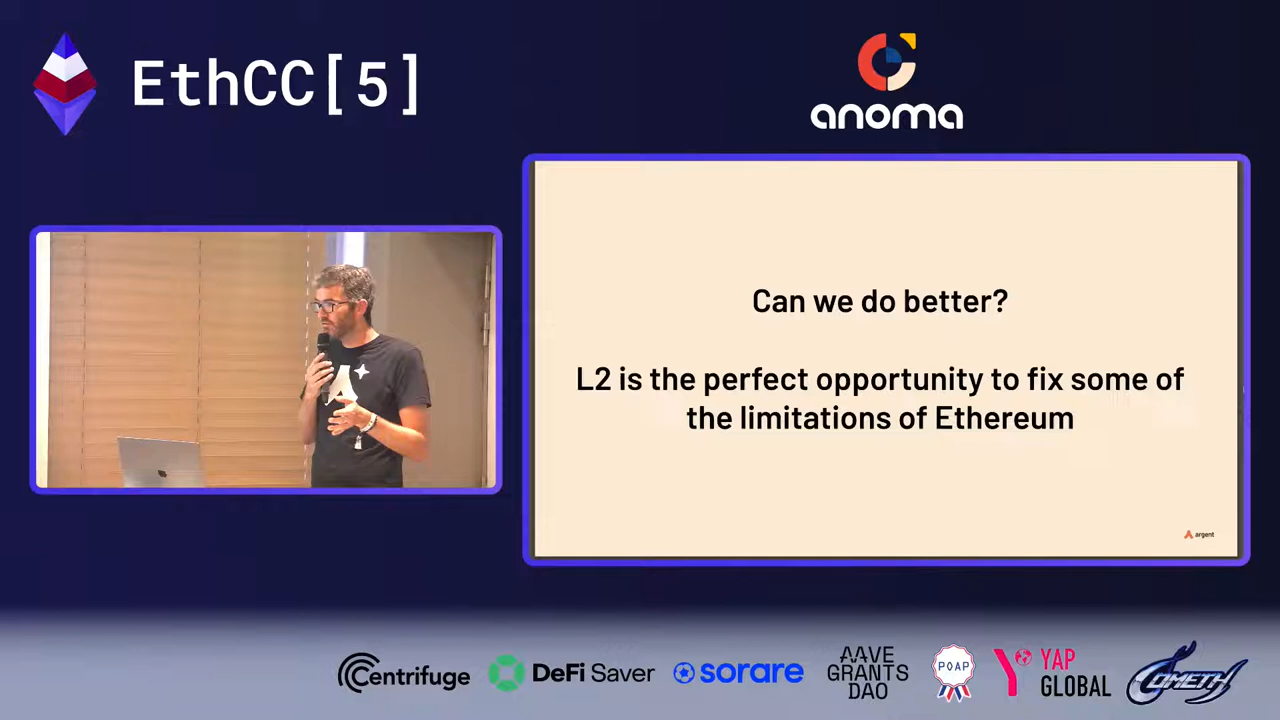 EthCC[5]
anoma
Can we do better?
L2 is the perfect opportunity to fix some of
the limitations of Ethereum
argent
Centrifuge
DeFi Saver
sorare
AAVE
GRANTS
DAO
POAP
YAP
GLOBAL
COMETH